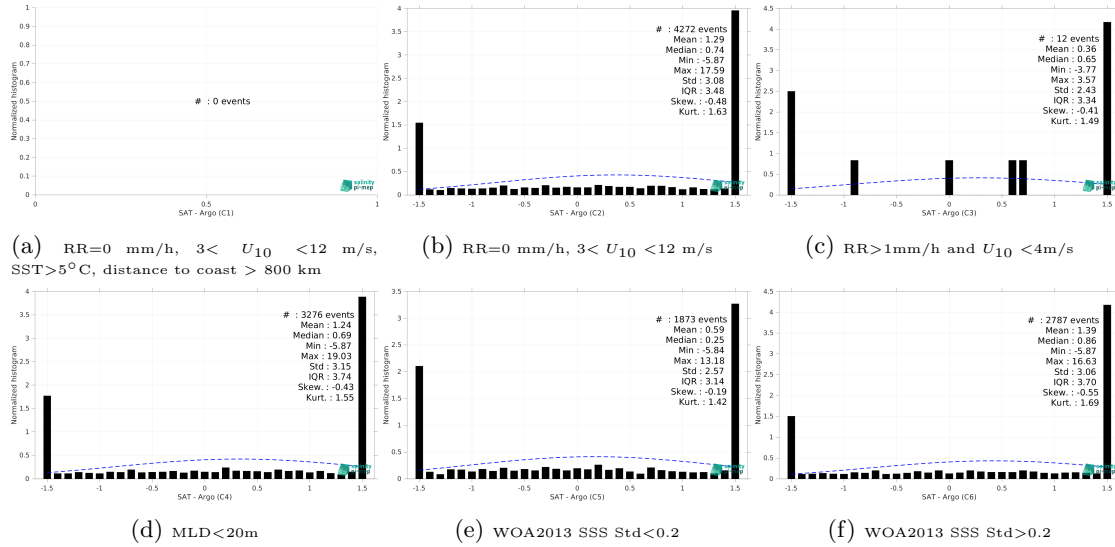 Normalized histogram
1
0.9
0.8
0.7
0.6
0.5
0.4
0.3
0.2
0.1
0
# : 0 events
salinity
pi-mep
0 0.5 1
SAT - Argo (C1)
(a) RR=0 mm/h, 3< U10 <12 m/s,
SST>5°C, distance to coast > 800 km
Normalized histogram
4
3.5
3
2.5
2
1.5
1
0.5
0
# : 4272 events
Mean : 1.29
Median : 0.74
Min : -5.87
Max : 17.59
Std : 3.08
IQR : 3.48
Skew. : -0.48
Kurt. : 1.63
salinity
pi-mep
-1.5 -1 -0.5 0 0.5 1 1.5
SAT - Argo (C2)
(b) RR=0 mm/h, 3< U10 <12 m/s
Normalized histogram
4.5
4
3.5
3
2.5
2
1.5
1
0.5
0
# : 12 events
Mean : 0.36
Median : 0.65
Min : -3.77
Max : 3.57
Std : 2.43
IQR : 3.34
Skew. : -0.41
Kurt. : 1.49
salinity
pi-mep
-1.5 -1 -0.5 0 0.5 1 1.5
SAT - Argo (C3)
(c) RR>1mm/h and U10 <4m/s
Normalized histogram
4
3.5
3
2.5
2
1.5
1
0.5
0
# : 3276 events
Mean : 1.24
Median : 0.69
Min : -5.87
Max : 19.03
Std : 3.15
IQR : 3.74
Skew. : -0.43
Kurt. : 1.55
salinity
pi-mep
-1.5 -1 -0.5 0 0.5 1 1.5
SAT - Argo (C4)
(d) MLD<20m
Normalized histogram
3.5
3
2.5
2
1.5
1
0.5
0
# : 1873 events
Mean : 0.59
Median : 0.25
Min : -5.84
Max : 13.18
Std : 2.57
IQR : 3.14
Skew. : -0.19
Kurt. : 1.42
salinity
pi-mep
-1.5 -1 -0.5 0 0.5 1 1.5
SAT - Argo (C5)
(e) WOA2013 SSS Std<0.2
Normalized histogram
4.5
4
3.5
3
2.5
2
1.5
1
0.5
0
# : 2787 events
Mean : 1.39
Median : 0.86
Min : -5.87
Max : 16.63
Std : 3.06
IQR : 3.70
Skew. : -0.55
Kurt. : 1.69
salinity
pi-mep
-1.5 -1 -0.5 0 0.5 1 1.5
SAT - Argo (C6)
(f) WOA2013 SSS Std>0.2